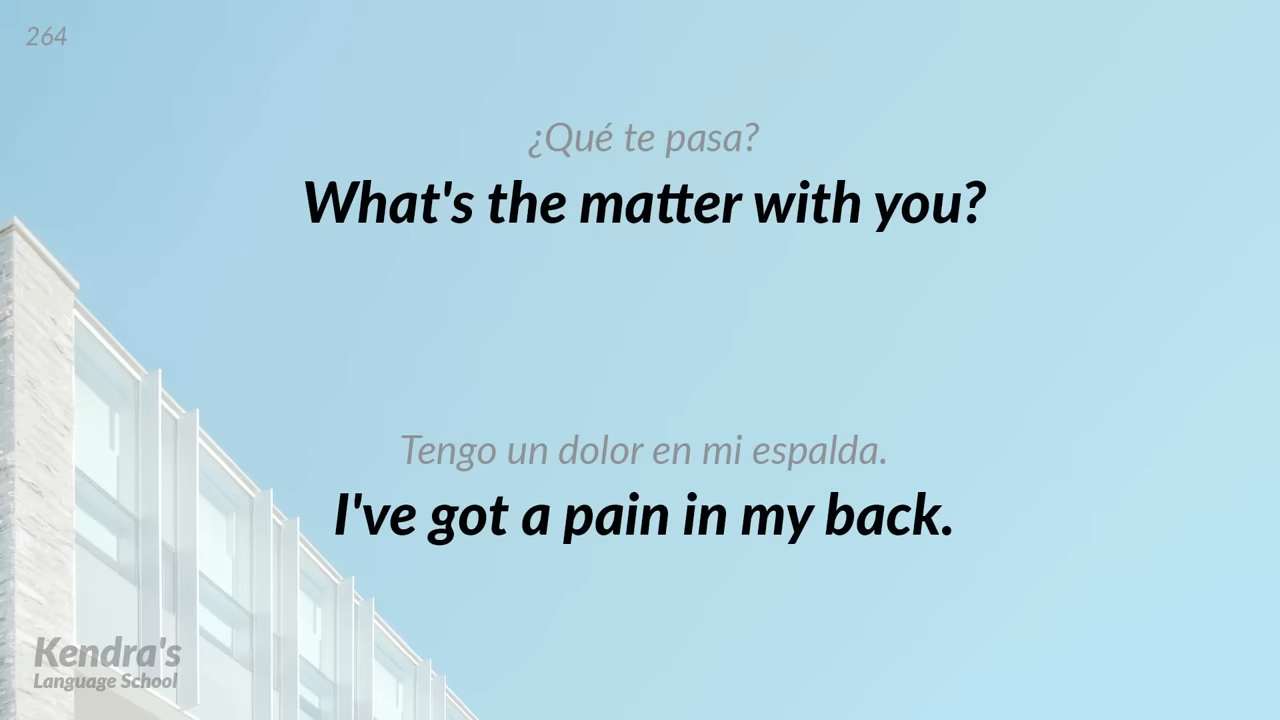 264
¿Qué te pasa?
What's the matter with you?
Tengo un dolor en mi espalda.
I've got a pain in my back.
Kendra's
Language School